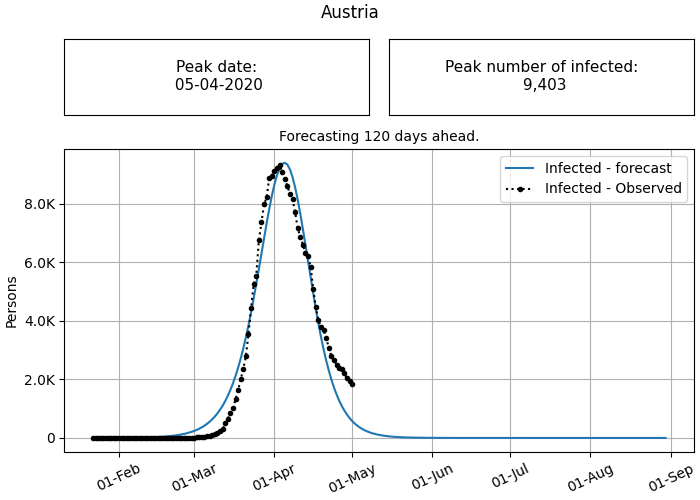 Austria
Peak date:
05-04-2020
Peak number of infected:
9,403
Forecasting 120 days ahead.
Infected - forecast
Infected - Observed
Persons
8.0K
6.0K
4.0K
2.0K
0
01-Feb
01-Mar
01-Apr
01-May
01-Jun
01-Jul
01-Aug
01-Sep